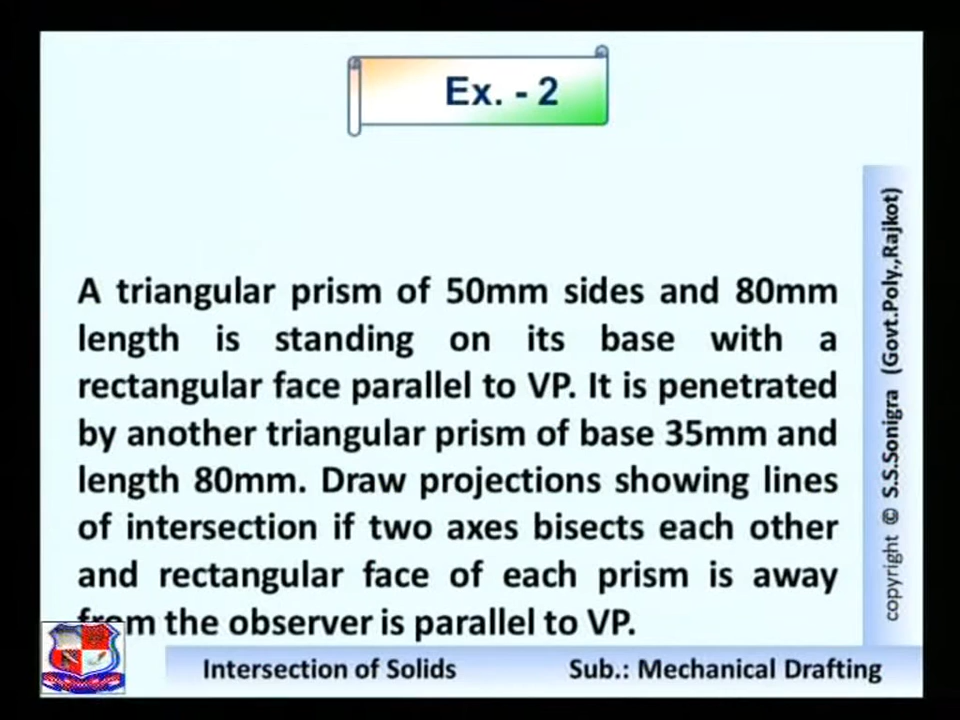 Ex. - 2
A triangular prism of 50mm sides and 80mm
length is standing on its base with a
rectangular face parallel to VP. It is penetrated
by another triangular prism of base 35mm and
length 80mm. Draw projections showing lines
of intersection if two axes bisects each other
and rectangular face of each prism is away
from the observer is parallel to VP.
copyright © S.S.Sonigra (Govt.Poly.,Rajkot)
Intersection of Solids Sub.: Mechanical Drafting